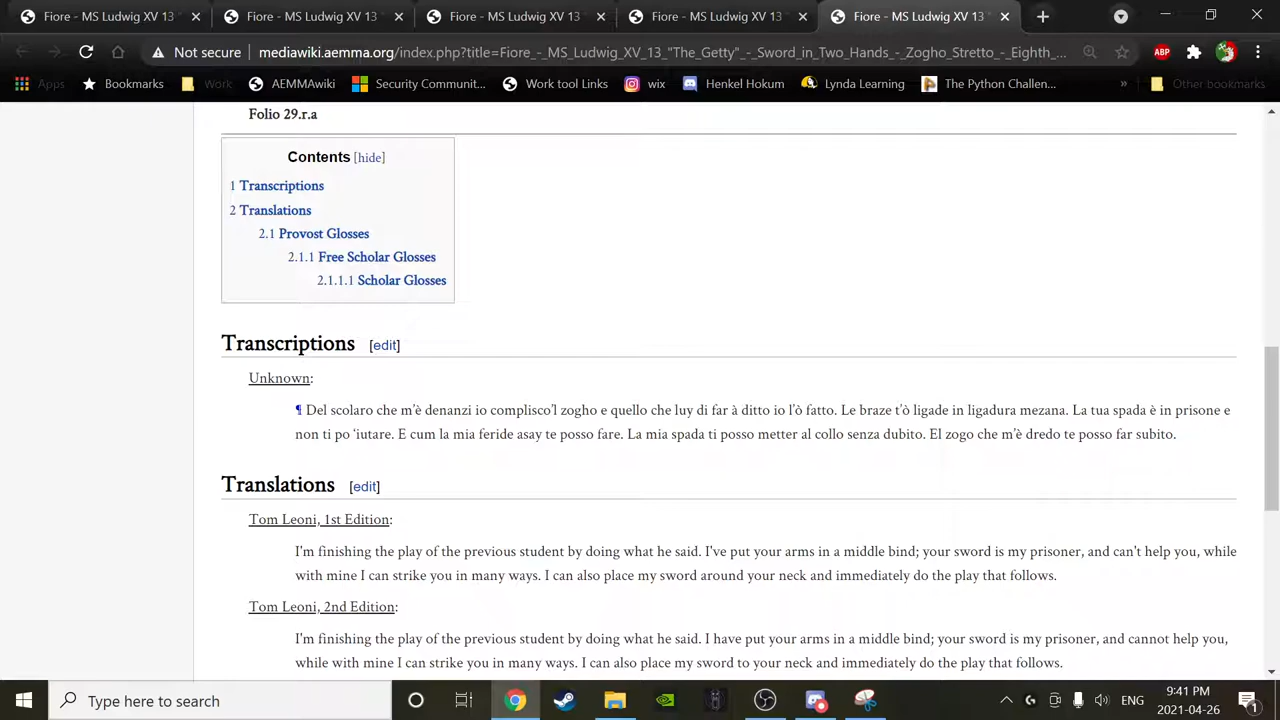 Fiore - MS Ludwig XV 13
Fiore - MS Ludwig XV 13
Fiore - MS Ludwig XV 13
Fiore - MS Ludwig XV 13
Fiore - MS Ludwig XV 13
Not secure
mediawiki.aemma.org/index.php?title=Fiore_-_MS_Ludwig_XV_13_"The_Getty"_-_Sword_in_Two_Hands_-_Zogho_Stretto_-_Eighth_...
ABP
Apps
Bookmarks
Work
AEMMAwiki
Microsoft Security Communit...
Work tool Links
wix
Henkel Hokum
Lynda Learning
The Python Challen...
»
Other bookmarks
Folio 29.r.a
Contents [hide]
1 Transcriptions
2 Translations
2.1 Provost Glosses
2.1.1 Free Scholar Glosses
2.1.1.1 Scholar Glosses
Transcriptions [edit]
Unknown:
¶ Del scolaro che m’è denanzi io complisco’l zogho e quello che luy di far à ditto io l’ò fatto. Le braze t’ò ligade in ligadura mezana. La tua spada è in prisone e
non ti po ‘iutare. E cum la mia feride asay te posso fare. La mia spada ti posso metter al collo senza dubito. El zogo che m’è dredo te posso far subito.
Translations [edit]
Tom Leoni, 1st Edition:
I'm finishing the play of the previous student by doing what he said. I've put your arms in a middle bind; your sword is my prisoner, and can't help you, while
with mine I can strike you in many ways. I can also place my sword around your neck and immediately do the play that follows.
Tom Leoni, 2nd Edition:
I'm finishing the play of the previous student by doing what he said. I have put your arms in a middle bind; your sword is my prisoner, and cannot help you,
while with mine I can strike you in many ways. I can also place my sword to your neck and immediately do the play that follows.
Type here to search
ENG
9:41 PM
2021-04-26
1